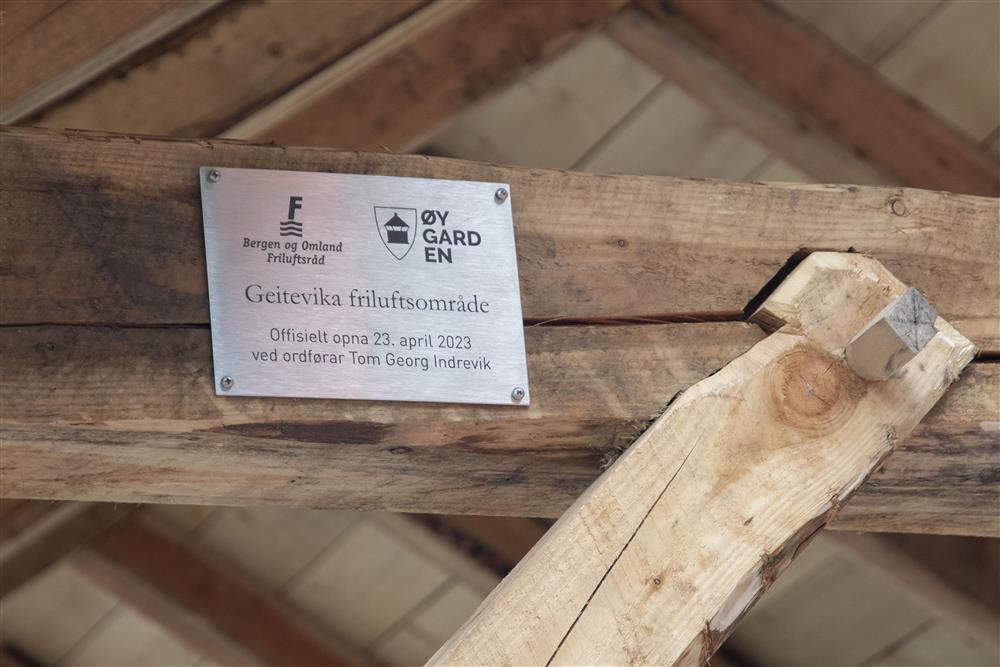 F
Bergen og Omland
Friluftsråd
ØY
GARD
EN
Geitevika friluftsområde
Offisielt opna 23. april 2023
ved ordførar Tom Georg Indrevik